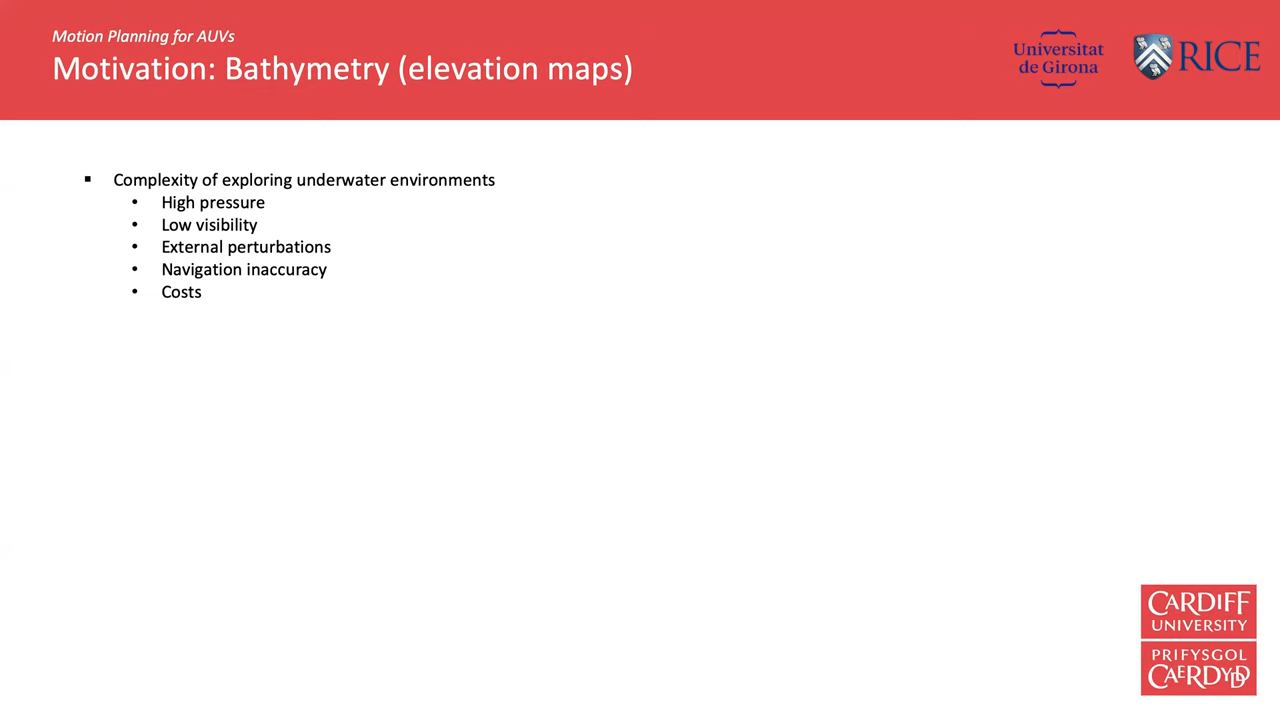 Motion Planning for AUVs
Motivation: Bathymetry (elevation maps)
Universitat
de Girona
RICE
▪ Complexity of exploring underwater environments
• High pressure
• Low visibility
• External perturbations
• Navigation inaccuracy
• Costs
CARDIFF
UNIVERSITY
PRIFYSGOL
CAERDYDD